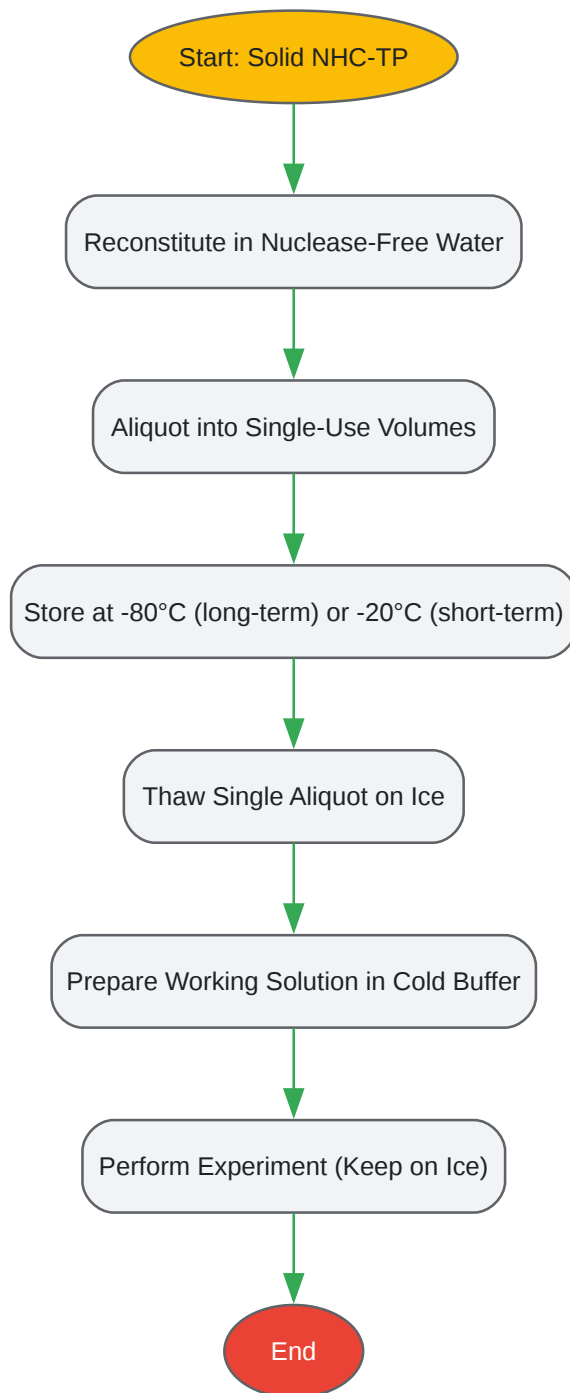 Start: Solid NHC-TP
Reconstitute in Nuclease-Free Water
Aliquot into Single-Use Volumes
Store at -80°C (long-term) or -20°C (short-term)
Thaw Single Aliquot on Ice
Prepare Working Solution in Cold Buffer
Perform Experiment (Keep on Ice)
End